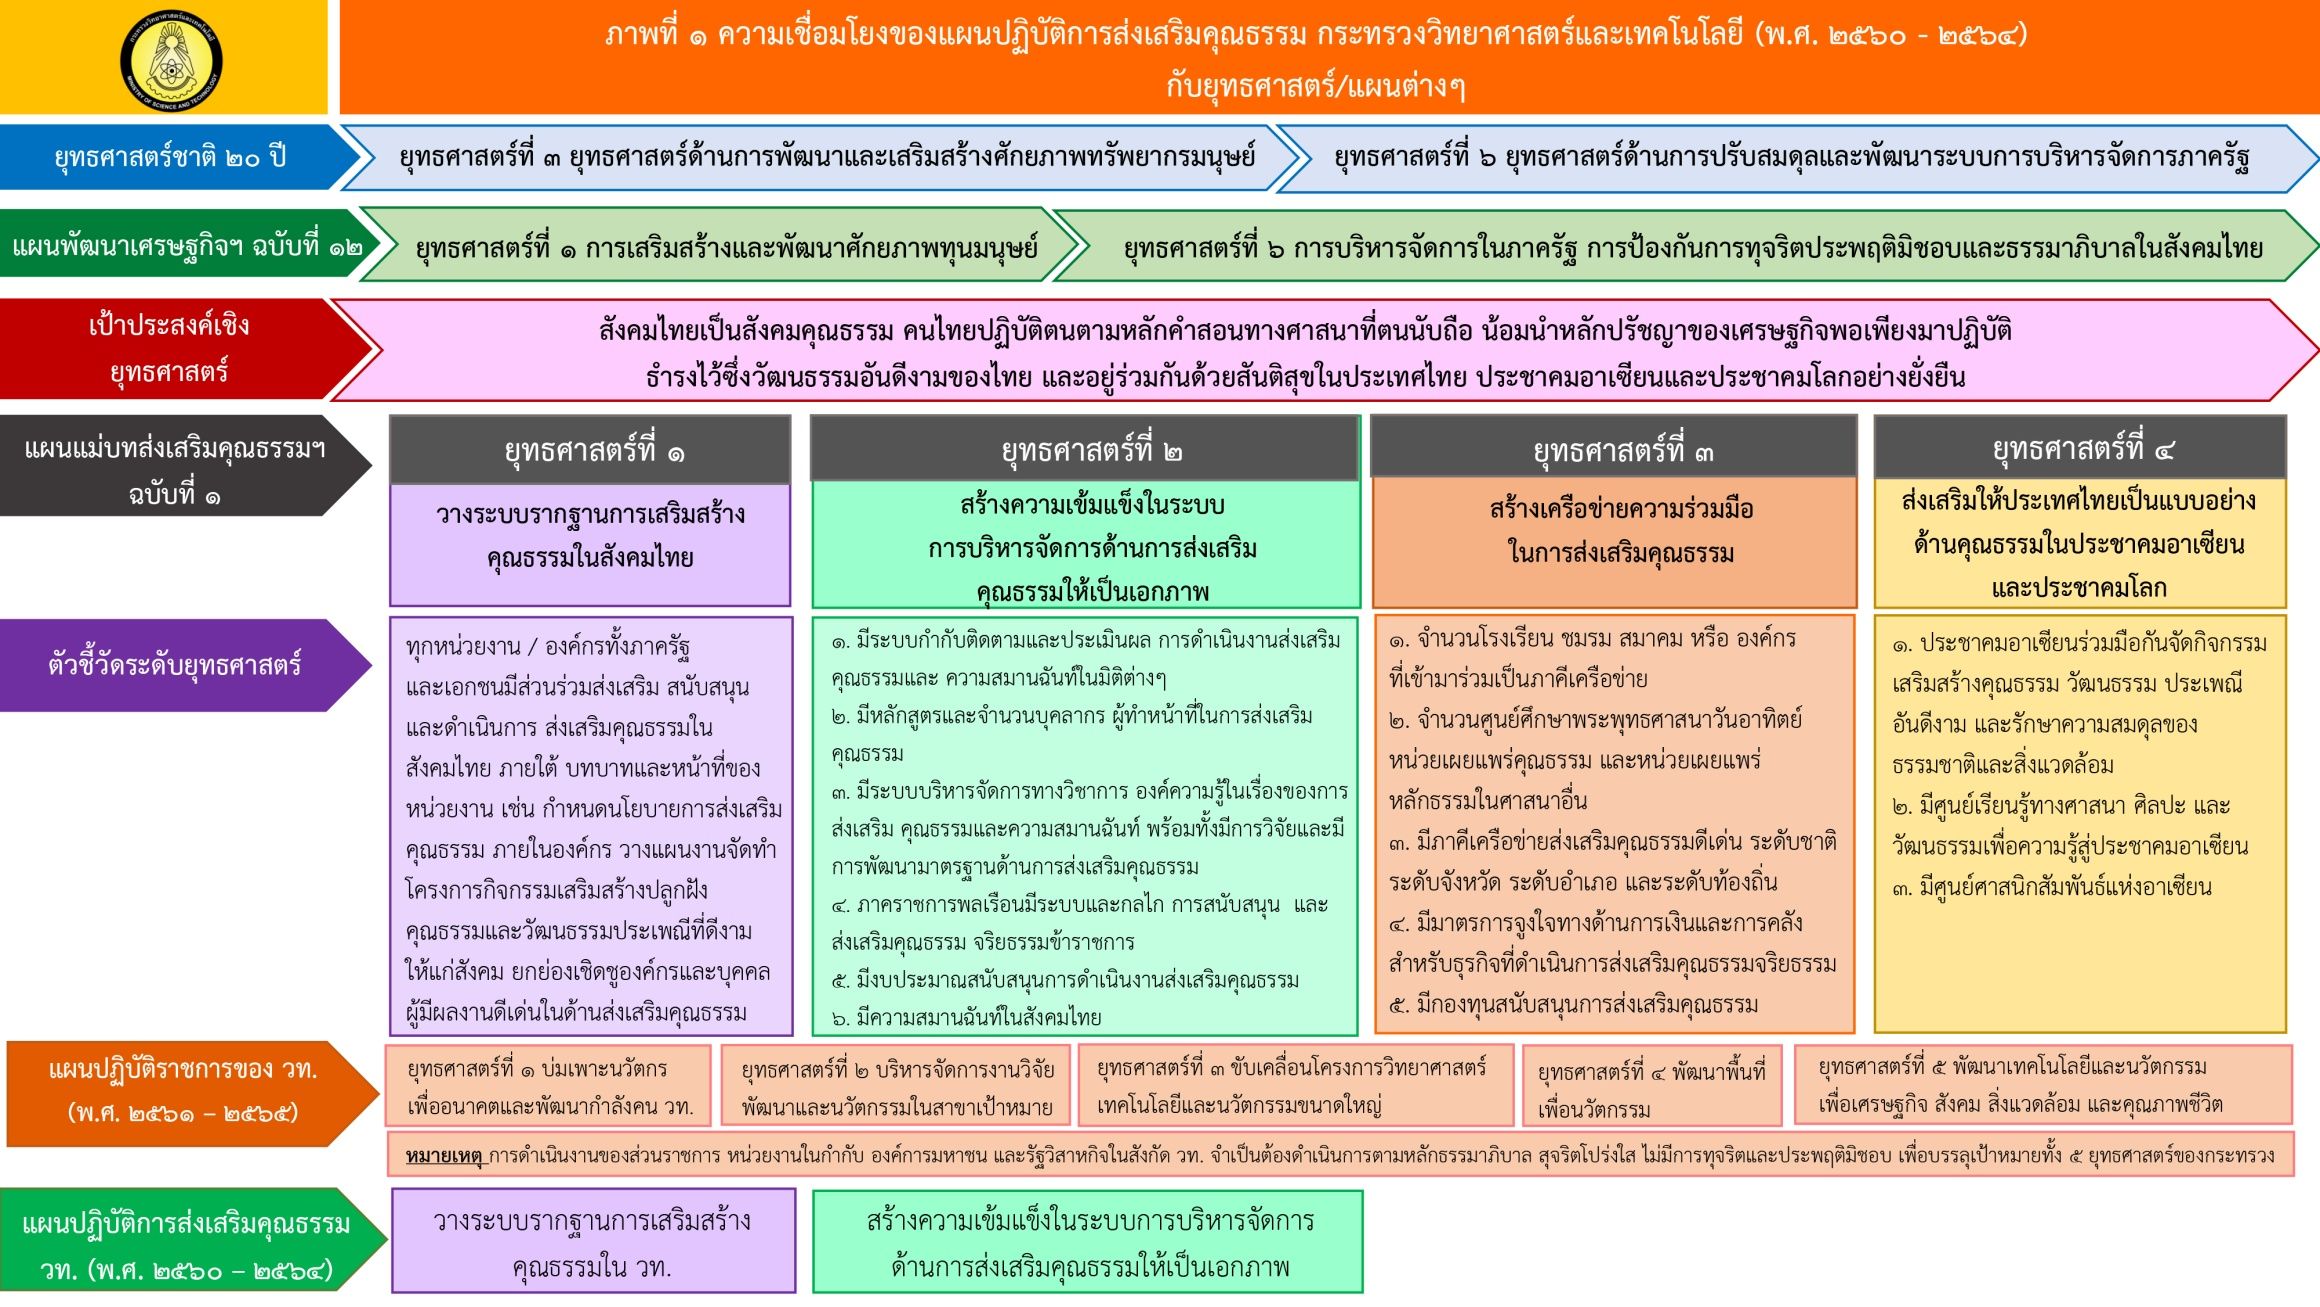 กระทรวงวิทยาศาสตร์และเทคโนโลยี
MINISTRY OF SCIENCE AND TECHNOLOGY
ภาพที่ ๑ ความเชื่อมโยงของแผนปฏิบัติการส่งเสริมคุณธรรม กระทรวงวิทยาศาสตร์และเทคโนโลยี (พ.ศ. ๒๕๖๐ - ๒๕๖๔)
กับยุทธศาสตร์/แผนต่างๆ
ยุทธศาสตร์ชาติ ๒๐ ปี
ยุทธศาสตร์ที่ ๓ ยุทธศาสตร์ด้านการพัฒนาและเสริมสร้างศักยภาพทรัพยากรมนุษย์
ยุทธศาสตร์ที่ ๖ ยุทธศาสตร์ด้านการปรับสมดุลและพัฒนาระบบการบริหารจัดการภาครัฐ
แผนพัฒนาเศรษฐกิจฯ ฉบับที่ ๑๒
ยุทธศาสตร์ที่ ๑ การเสริมสร้างและพัฒนาศักยภาพทุนมนุษย์
ยุทธศาสตร์ที่ ๖ การบริหารจัดการในภาครัฐ การป้องกันการทุจริตประพฤติมิชอบและธรรมาภิบาลในสังคมไทย
เป้าประสงค์เชิง
ยุทธศาสตร์
สังคมไทยเป็นสังคมคุณธรรม คนไทยปฏิบัติตนตามหลักคำสอนทางศาสนาที่ตนนับถือ น้อมนำหลักปรัชญาของเศรษฐกิจพอเพียงมาปฏิบัติ
ธำรงไว้ซึ่งวัฒนธรรมอันดีงามของไทย และอยู่ร่วมกันด้วยสันติสุขในประเทศไทย ประชาคมอาเซียนและประชาคมโลกอย่างยั่งยืน
แผนแม่บทส่งเสริมคุณธรรมฯ
ฉบับที่ ๑
ยุทธศาสตร์ที่ ๑
วางระบบรากฐานการเสริมสร้าง
คุณธรรมในสังคมไทย
ยุทธศาสตร์ที่ ๒
สร้างความเข้มแข็งในระบบ
การบริหารจัดการด้านการส่งเสริม
คุณธรรมให้เป็นเอกภาพ
ยุทธศาสตร์ที่ ๓
สร้างเครือข่ายความร่วมมือ
ในการส่งเสริมคุณธรรม
ยุทธศาสตร์ที่ ๔
ส่งเสริมให้ประเทศไทยเป็นแบบอย่าง
ด้านคุณธรรมในประชาคมอาเซียน
และประชาคมโลก
ตัวชี้วัดระดับยุทธศาสตร์
ทุกหน่วยงาน / องค์กรทั้งภาครัฐ
และเอกชนมีส่วนร่วมส่งเสริม สนับสนุน
และดำเนินการ ส่งเสริมคุณธรรมใน
สังคมไทย ภายใต้ บทบาทและหน้าที่ของ
หน่วยงาน เช่น กำหนดนโยบายการส่งเสริม
คุณธรรม ภายในองค์กร วางแผนงานจัดทำ
โครงการกิจกรรมเสริมสร้างปลูกฝัง
คุณธรรมและวัฒนธรรมประเพณีที่ดีงาม
ให้แก่สังคม ยกย่องเชิดชูองค์กรและบุคคล
ผู้มีผลงานดีเด่นในด้านส่งเสริมคุณธรรม
๑. มีระบบกำกับติดตามและประเมินผล การดำเนินงานส่งเสริม
คุณธรรมและ ความสมานฉันท์ในมิติต่างๆ
๒. มีหลักสูตรและจำนวนบุคลากร ผู้ทำหน้าที่ในการส่งเสริม
คุณธรรม
๓. มีระบบบริหารจัดการทางวิชาการ องค์ความรู้ในเรื่องของการ
ส่งเสริม คุณธรรมและความสมานฉันท์ พร้อมทั้งมีการวิจัยและมี
การพัฒนามาตรฐานด้านการส่งเสริมคุณธรรม
๔. ภาคราชการพลเรือนมีระบบและกลไก การสนับสนุน และ
ส่งเสริมคุณธรรม จริยธรรมข้าราชการ
๕. มีงบประมาณสนับสนุนการดำเนินงานส่งเสริมคุณธรรม
๖. มีความสมานฉันท์ในสังคมไทย
๑. จำนวนโรงเรียน ชมรม สมาคม หรือ องค์กร
ที่เข้ามาร่วมเป็นภาคีเครือข่าย
๒. จำนวนศูนย์ศึกษาพระพุทธศาสนาวันอาทิตย์
หน่วยเผยแพร่คุณธรรม และหน่วยเผยแพร่
หลักธรรมในศาสนาอื่น
๓. มีภาคีเครือข่ายส่งเสริมคุณธรรมดีเด่น ระดับชาติ
ระดับจังหวัด ระดับอำเภอ และระดับท้องถิ่น
๔. มีมาตรการจูงใจทางด้านการเงินและการคลัง
สำหรับธุรกิจที่ดำเนินการส่งเสริมคุณธรรมจริยธรรม
๕. มีกองทุนสนับสนุนการส่งเสริมคุณธรรม
๑. ประชาคมอาเซียนร่วมมือกันจัดกิจกรรม
เสริมสร้างคุณธรรม วัฒนธรรม ประเพณี
อันดีงาม และรักษาความสมดุลของ
ธรรมชาติและสิ่งแวดล้อม
๒. มีศูนย์เรียนรู้ทางศาสนา ศิลปะ และ
วัฒนธรรมเพื่อความรู้สู่ประชาคมอาเซียน
๓. มีศูนย์ศาสนิกสัมพันธ์แห่งอาเซียน
แผนปฏิบัติราชการของ วท.
(พ.ศ. ๒๕๖๑ – ๒๕๖๕)
ยุทธศาสตร์ที่ ๑ บ่มเพาะนวัตกร
เพื่ออนาคตและพัฒนากำลังคน วท.
ยุทธศาสตร์ที่ ๒ บริหารจัดการงานวิจัย
พัฒนาและนวัตกรรมในสาขาเป้าหมาย
ยุทธศาสตร์ที่ ๓ ขับเคลื่อนโครงการวิทยาศาสตร์
เทคโนโลยีและนวัตกรรมขนาดใหญ่
ยุทธศาสตร์ที่ ๔ พัฒนาพื้นที่
เพื่อนวัตกรรม
ยุทธศาสตร์ที่ ๕ พัฒนาเทคโนโลยีและนวัตกรรม
เพื่อเศรษฐกิจ สังคม สิ่งแวดล้อม และคุณภาพชีวิต
หมายเหตุ การดำเนินงานของส่วนราชการ หน่วยงานในกำกับ องค์การมหาชน และรัฐวิสาหกิจในสังกัด วท. จำเป็นต้องดำเนินการตามหลักธรรมาภิบาล สุจริตโปร่งใส ไม่มีการทุจริตและประพฤติมิชอบ เพื่อบรรลุเป้าหมายทั้ง ๕ ยุทธศาสตร์ของกระทรวง
แผนปฏิบัติการส่งเสริมคุณธรรม
วท. (พ.ศ. ๒๕๖๐ – ๒๕๖๔)
วางระบบรากฐานการเสริมสร้าง
คุณธรรมใน วท.
สร้างความเข้มแข็งในระบบการบริหารจัดการ
ด้านการส่งเสริมคุณธรรมให้เป็นเอกภาพ